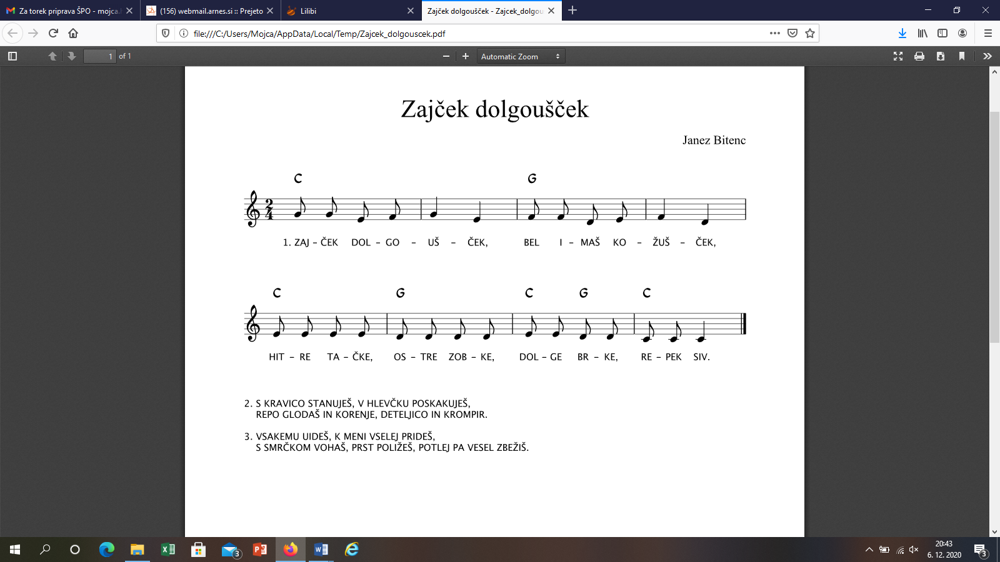 Za torek priprava ŠPO - mojca.
(156) webmail.arnes.si :: Prejeto
Lilibi
Zajček dolgoušček - Zajcek_dolgou
file:///C:/Users/Mojca/AppData/Local/Temp/Zajcek_dolgouscek.pdf
1 of 1
Automatic Zoom
Zajček dolgoušček
Janez Bitenc
C G
2
4
1. ZAJ – ČEK DOL – GO – UŠ – ČEK, BEL I – MAŠ KO – ŽUŠ – ČEK,
C G C G C
HIT – RE TA – ČKE, OS – TRE ZOB – KE, DOL – GE BR – KE, RE – PEK SIV.
2. S KRAVICO STANUJEŠ, V HLEVČKU POSKAKUJEŠ,
REPO GLODAŠ IN KORENJE, DETELJICO IN KROMPIR.
3. VSAKEMU UIDEŠ, K MENI VSELEJ PRIDEŠ,
S SMRČKOM VOHAŠ, PRST POLIŽEŠ, POTLEJ PA VESEL ZBEŽIŠ.
3
20:43
6. 12. 2020
3